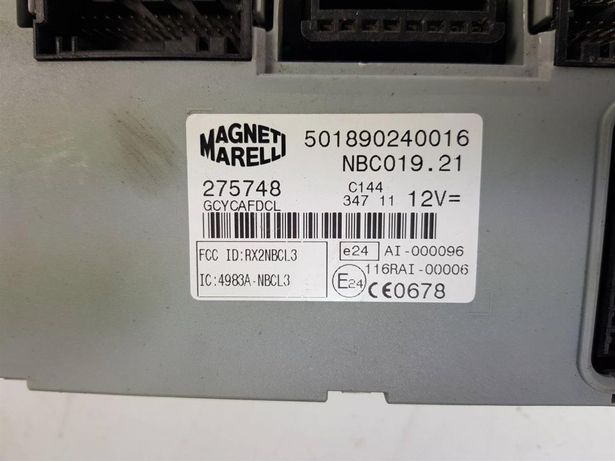 MAGNETI
MARELLI
501890240016
NBC019.21
275748
GCYCAFDCL
C144
347 11
12V=
FCC ID:RX2NBCL3
IC:4983A-NBCL3
e24 AI-000096
116RAI-00006
E24 CE0678